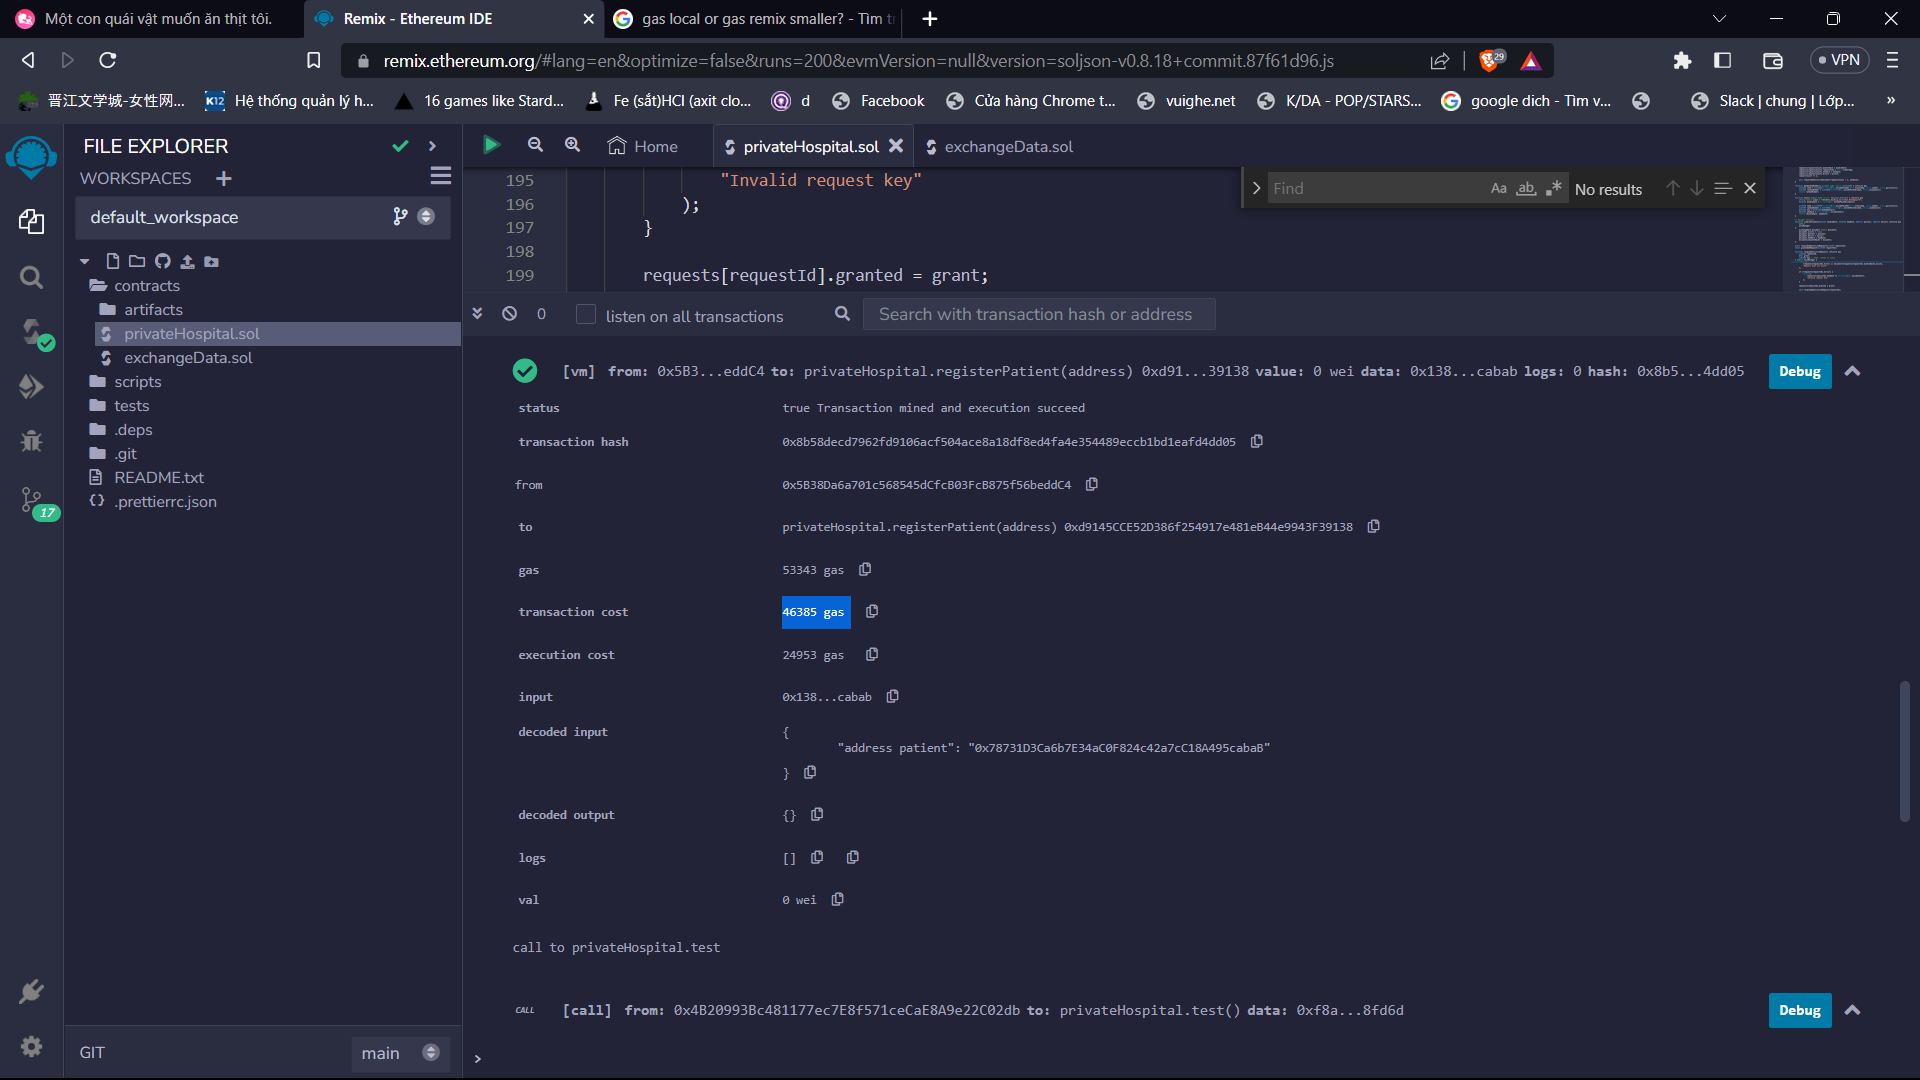 Một con quái vật muốn ăn thịt tôi.
Remix - Ethereum IDE
gas local or gas remix smaller? - Tìm t
remix.ethereum.org/#lang=en&optimize=false&runs=200&evmVersion=null&version=soljson-v0.8.18+commit.87f61d96.js
29
VPN
晋江文学城-女性网...
K12 Hệ thống quản lý h...
16 games like Stard...
Fe (sắt)HCl (axit clo...
d
Facebook
Cửa hàng Chrome t...
vuighe.net
K/DA - POP/STARS...
google dich - Tìm v...
Slack | chung | Lớp...
»
FILE EXPLORER
WORKSPACES
default_workspace
contracts
artifacts
privateHospital.sol
exchangeData.sol
scripts
tests
.deps
.git
README.txt
.prettierrc.json
17
GIT
main
Home
privateHospital.sol
exchangeData.sol
195 "Invalid request key"
196 );
197 }
198
199 requests[requestId].granted = grant;
Find
Aa
ab
No results
0
listen on all transactions
Search with transaction hash or address
[vm] from: 0x5B3...eddC4 to: privateHospital.registerPatient(address) 0xd91...39138 value: 0 wei data: 0x138...cabab logs: 0 hash: 0x8b5...4dd05
Debug
status true Transaction mined and execution succeed
transaction hash 0x8b58decd7962fd9106acf504ace8a18df8ed4fa4e354489eccb1bd1eafd4dd05
from 0x5B38Da6a701c568545dCfcB03FcB875f56beddC4
to privateHospital.registerPatient(address) 0xd9145CCE52D386f254917e481eB44e9943F39138
gas 53343 gas
transaction cost 46385 gas
execution cost 24953 gas
input 0x138...cabab
decoded input {
"address patient": "0x78731D3Ca6b7E34aC0F824c42a7cC18A495cabaB"
}
decoded output {}
logs []
val 0 wei
call to privateHospital.test
CALL [call] from: 0x4B20993Bc481177ec7E8f571ceCaE8A9e22C02db to: privateHospital.test() data: 0xf8a...8fd6d
Debug
>